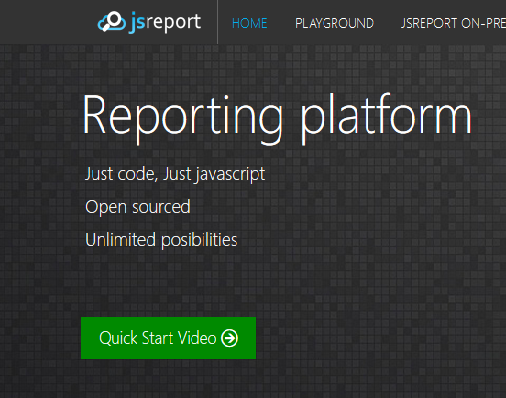 jsreport HOME PLAYGROUND JSREPORT ON-PRE
Reporting platform
Just code, Just javascript
Open sourced
Unlimited posibilities
Quick Start Video